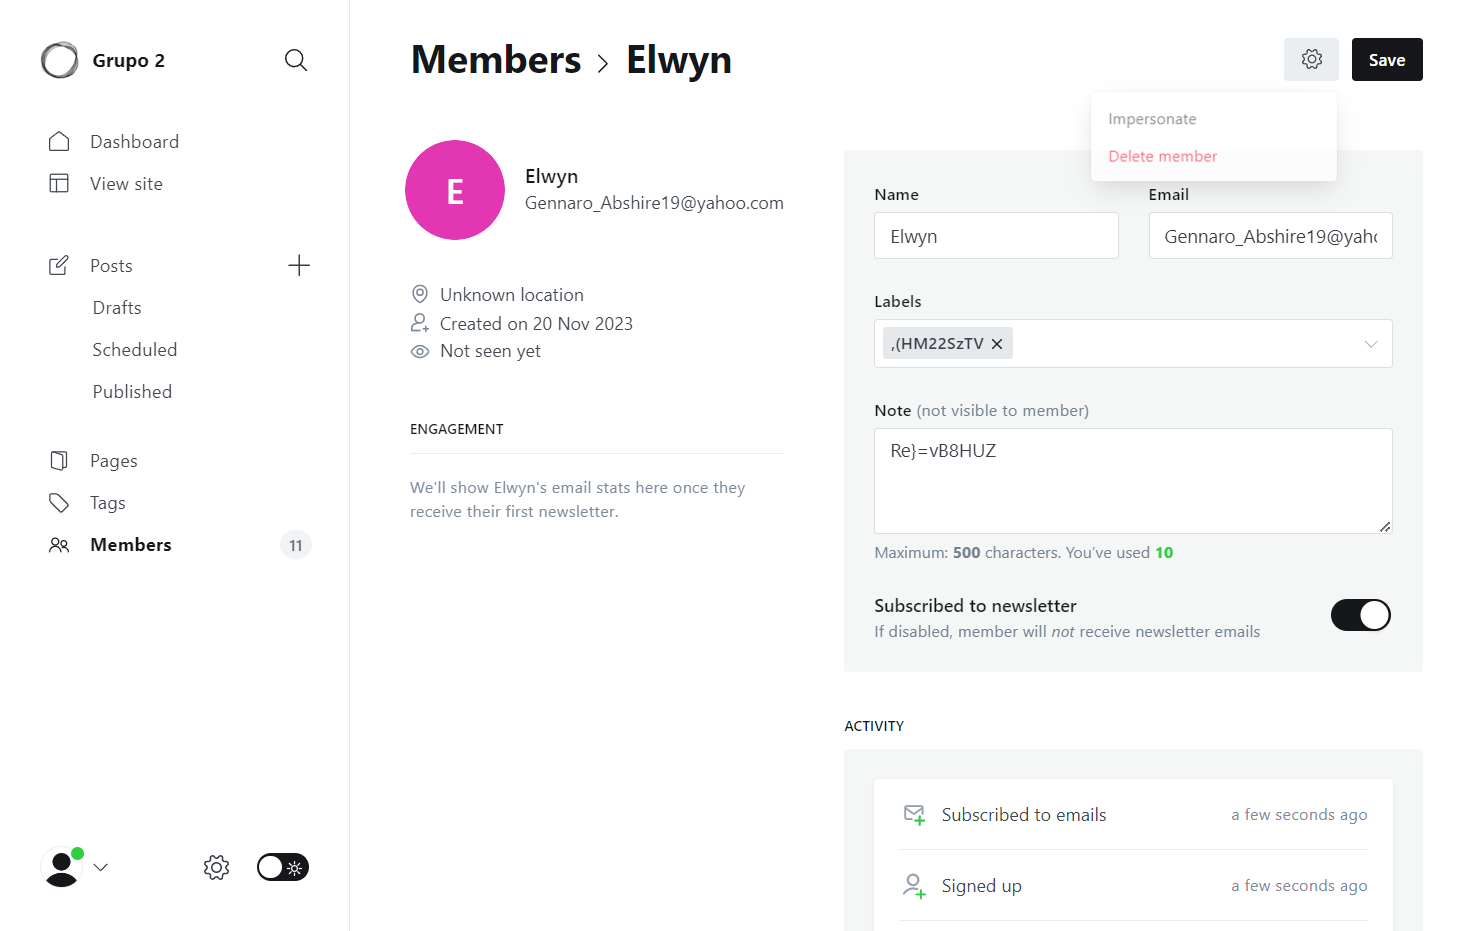 Grupo 2
Dashboard
View site
Posts
Drafts
Scheduled
Published
Pages
Tags
Members 11
Members > Elwyn
Save
Impersonate
Delete member
E
Elwyn
Gennaro_Abshire19@yahoo.com
Unknown location
Created on 20 Nov 2023
Not seen yet
ENGAGEMENT
We'll show Elwyn's email stats here once they
receive their first newsletter.
Name Email
Elwyn Gennaro_Abshire19@yaho
Labels
,(HM22SzTV
Note (not visible to member)
Re}=vB8HUZ
Maximum: 500 characters. You've used 10
Subscribed to newsletter
If disabled, member will not receive newsletter emails
ACTIVITY
Subscribed to emails a few seconds ago
Signed up a few seconds ago